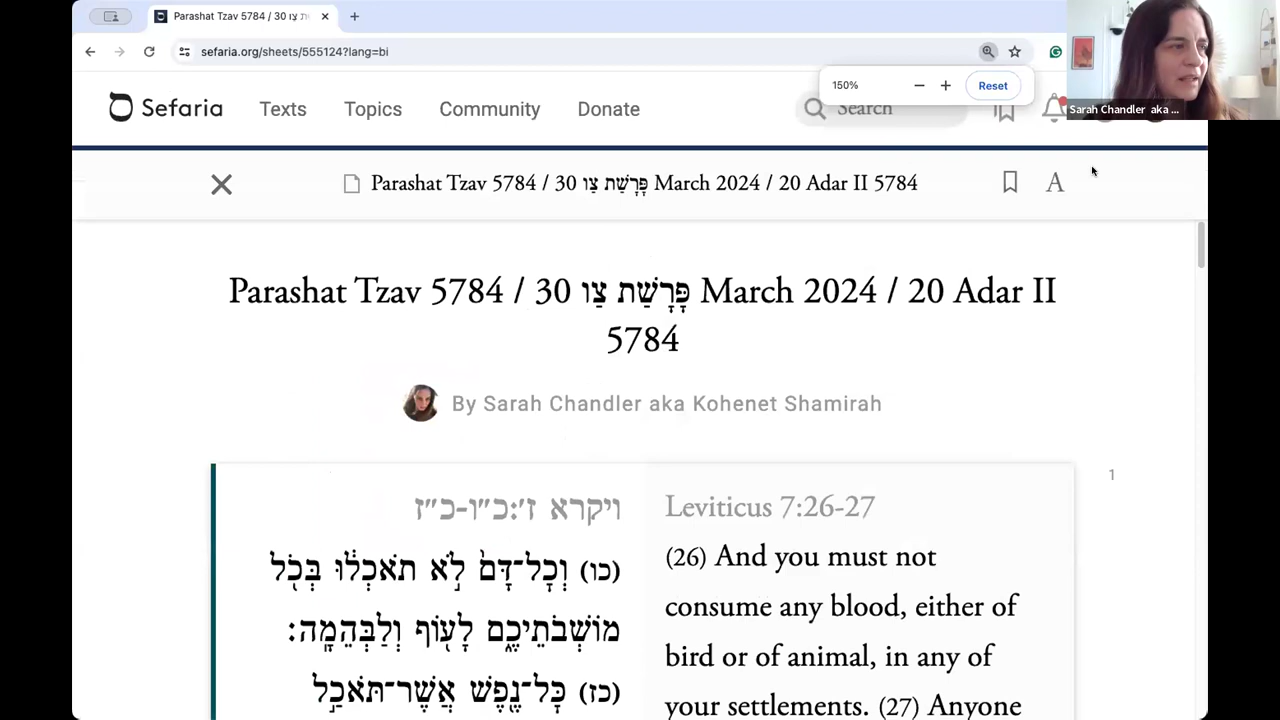 Parashat Tzav 5784 / 30 פָּרָשַׁת צַו
sefaria.org/sheets/555124?lang=bi
150%
Reset
Sefaria
Texts
Topics
Community
Donate
Search
Sarah Chandler aka ...
Parashat Tzav 5784 / 30 פָּרָשַׁת צַו March 2024 / 20 Adar II 5784
Parashat Tzav 5784 / 30 פָּרָשַׁת צַו March 2024 / 20 Adar II
5784
By Sarah Chandler aka Kohenet Shamirah
1
ויקרא ז׳:כ״ו-כ״ז
(כו) וְכׇל־דָּם֙ לֹ֣א תֹאכְל֔וּ בְּכֹ֖ל
מוֹשְׁבֹתֵיכֶ֑ם לָע֖וֹף וְלַבְּהֵמָֽה׃
(כז) כׇּל־נֶ֖פֶשׁ אֲשֶׁר־תֹּאכַ֣ל
Leviticus 7:26-27
(26) And you must not
consume any blood, either of
bird or of animal, in any of
your settlements. (27) Anyone